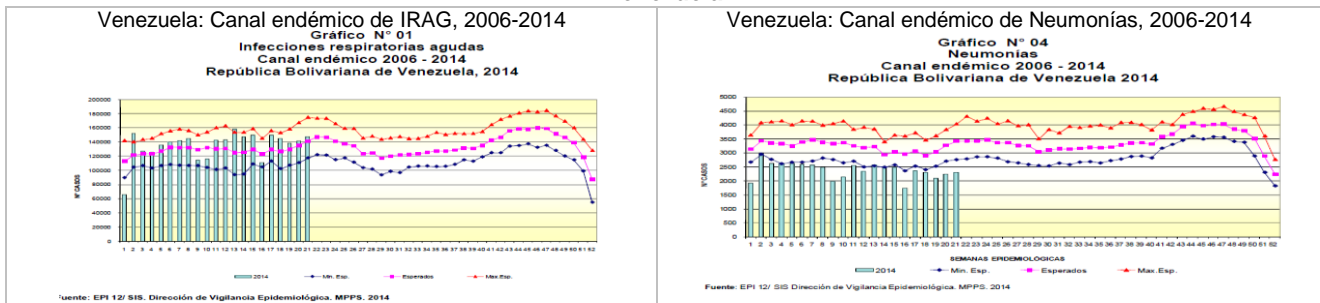 Venezuela: Canal endémico de IRAG, 2006-2014
Gráfico N° 01
Infecciones respiratorias agudas
Canal endémico 2006 - 2014
República Bolivariana de Venezuela, 2014
200000
180000
160000
140000
120000
100000
80000
60000
40000
20000
0
N° CASOS
1 2 3 4 5 6 7 8 9 10 11 12 13 14 15 16 17 18 19 20 21 22 23 24 25 26 27 28 29 30 31 32 33 34 35 36 37 38 39 40 41 42 43 44 45 46 47 48 49 50 51 52
2014 Min. Esp. Esperados Max.Esp.
Fuente: EPI 12/ SIS. Dirección de Vigilancia Epidemiológica. MPPS. 2014
Venezuela: Canal endémico de Neumonías, 2006-2014
Gráfico N° 04
Neumonías
Canal endémico 2006 - 2014
República Bolivariana de Venezuela 2014
5000
4500
4000
3500
3000
2500
2000
1500
1000
500
0
N°CASOS
1 2 3 4 5 6 7 8 9 10 11 12 13 14 15 16 17 18 19 20 21 22 23 24 25 26 27 28 29 30 31 32 33 34 35 36 37 38 39 40 41 42 43 44 45 46 47 48 49 50 51 52
SEMANAS EPIDEMIOLÓGICAS
2014 Min. Esp. Esperados Max.Esp.
Fuente: EPI 12/ SIS Dirección de Vigilancia Epidemiológica. MPPS. 2014